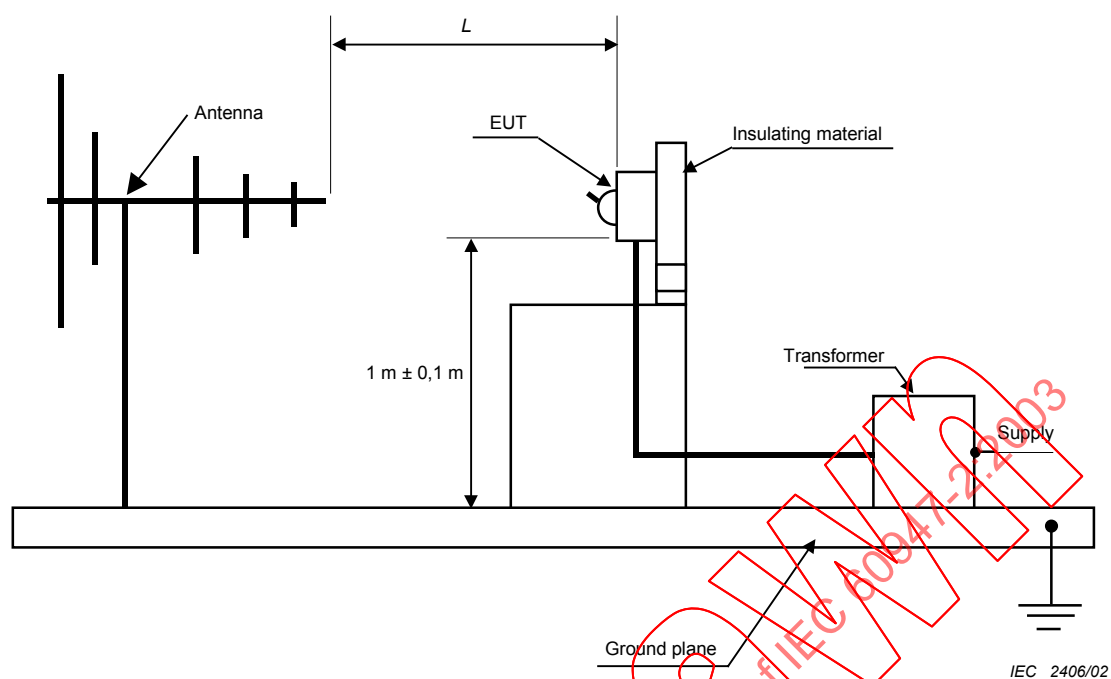 L
Antenna
EUT
Insulating material
1 m ± 0,1 m
Transformer
Supply
Ground plane
f IEC 60947-2:2003
IEC 2406/02